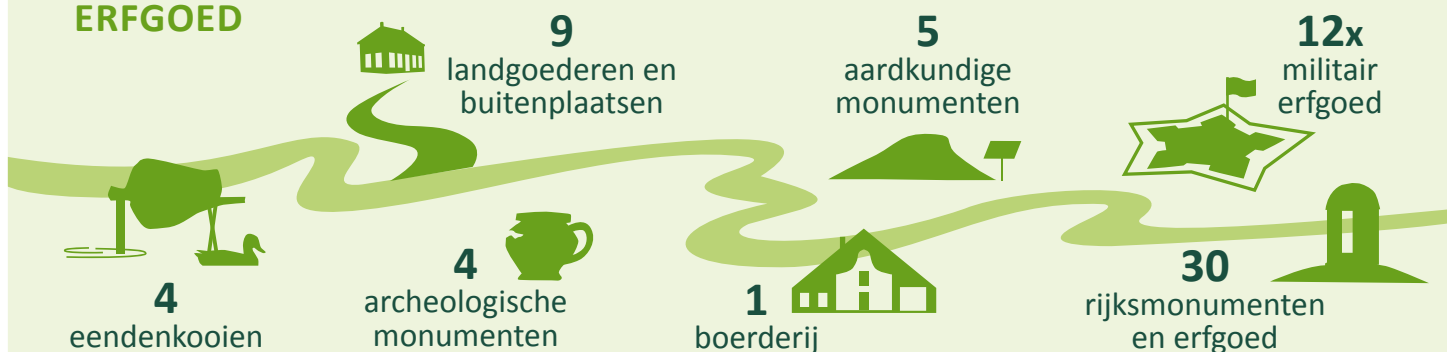 ERFGOED
9
landgoederen en
buitenplaatsen
5
aardkundige
monumenten
12x
militair
erfgoed
4
eendenkooien
4
archeologische
monumenten
1
boerderij
30
rijksmonumenten
en erfgoed